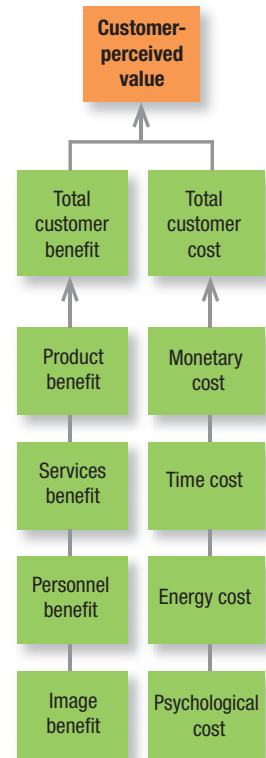 Customer-
perceived
value
Total
customer
benefit
Total
customer
cost
Product
benefit
Monetary
cost
Services
benefit
Time cost
Personnel
benefit
Energy cost
Image
benefit
Psychological
cost